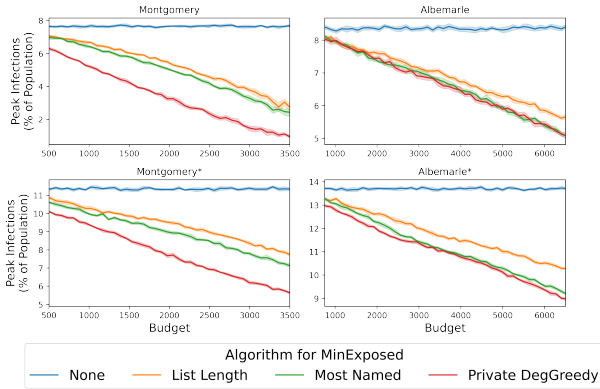 Montgomery
Albemarle
Peak Infections
(% of Population)
8
6
4
2
500 1000 1500 2000 2500 3000 3500
8
7
6
5
1000 2000 3000 4000 5000 6000
Montgomery*
Albemarle*
Peak Infections
(% of Population)
11
10
9
8
7
6
5
500 1000 1500 2000 2500 3000 3500
Budget
14
13
12
11
10
9
1000 2000 3000 4000 5000 6000
Budget
Algorithm for MinExposed
None List Length Most Named Private DegGreedy